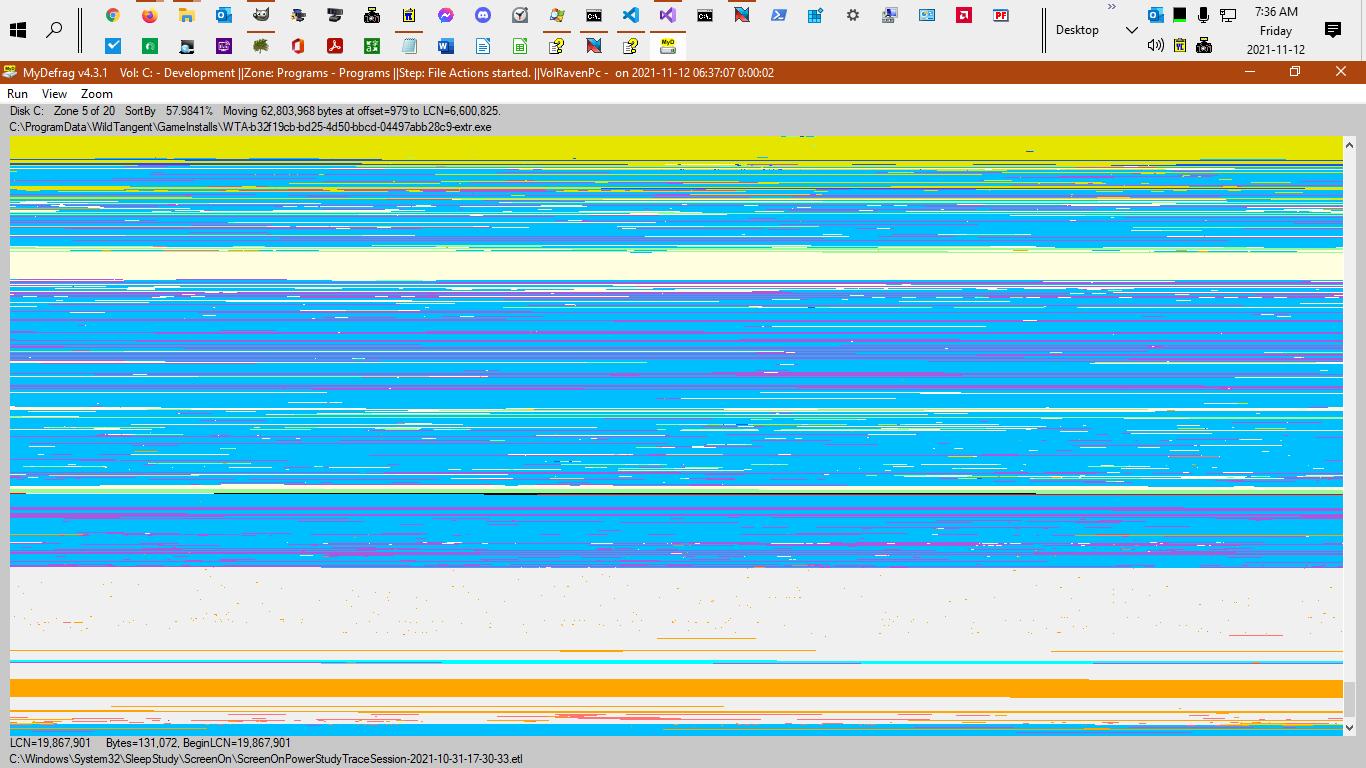 7:36 AM
Desktop
Friday
2021-11-12
MyDefrag v4.3.1 Vol: C: - Development ||Zone: Programs - Programs ||Step: File Actions started. ||VolRavenPc - on 2021-11-12 06:37:07 0:00:02
Run View Zoom
Disk C: Zone 5 of 20 SortBy 57.9841% Moving 62,803,968 bytes at offset=979 to LCN=6,600,825.
C:\ProgramData\WildTangent\GameInstalls\WTA-b32f19cb-bd25-4d50-bbcd-04497abb28c9-extr.exe
LCN=19,867,901 Bytes=131,072, BeginLCN=19,867,901
C:\Windows\System32\SleepStudy\ScreenOn\ScreenOnPowerStudyTraceSession-2021-10-31-17-30-33.etl